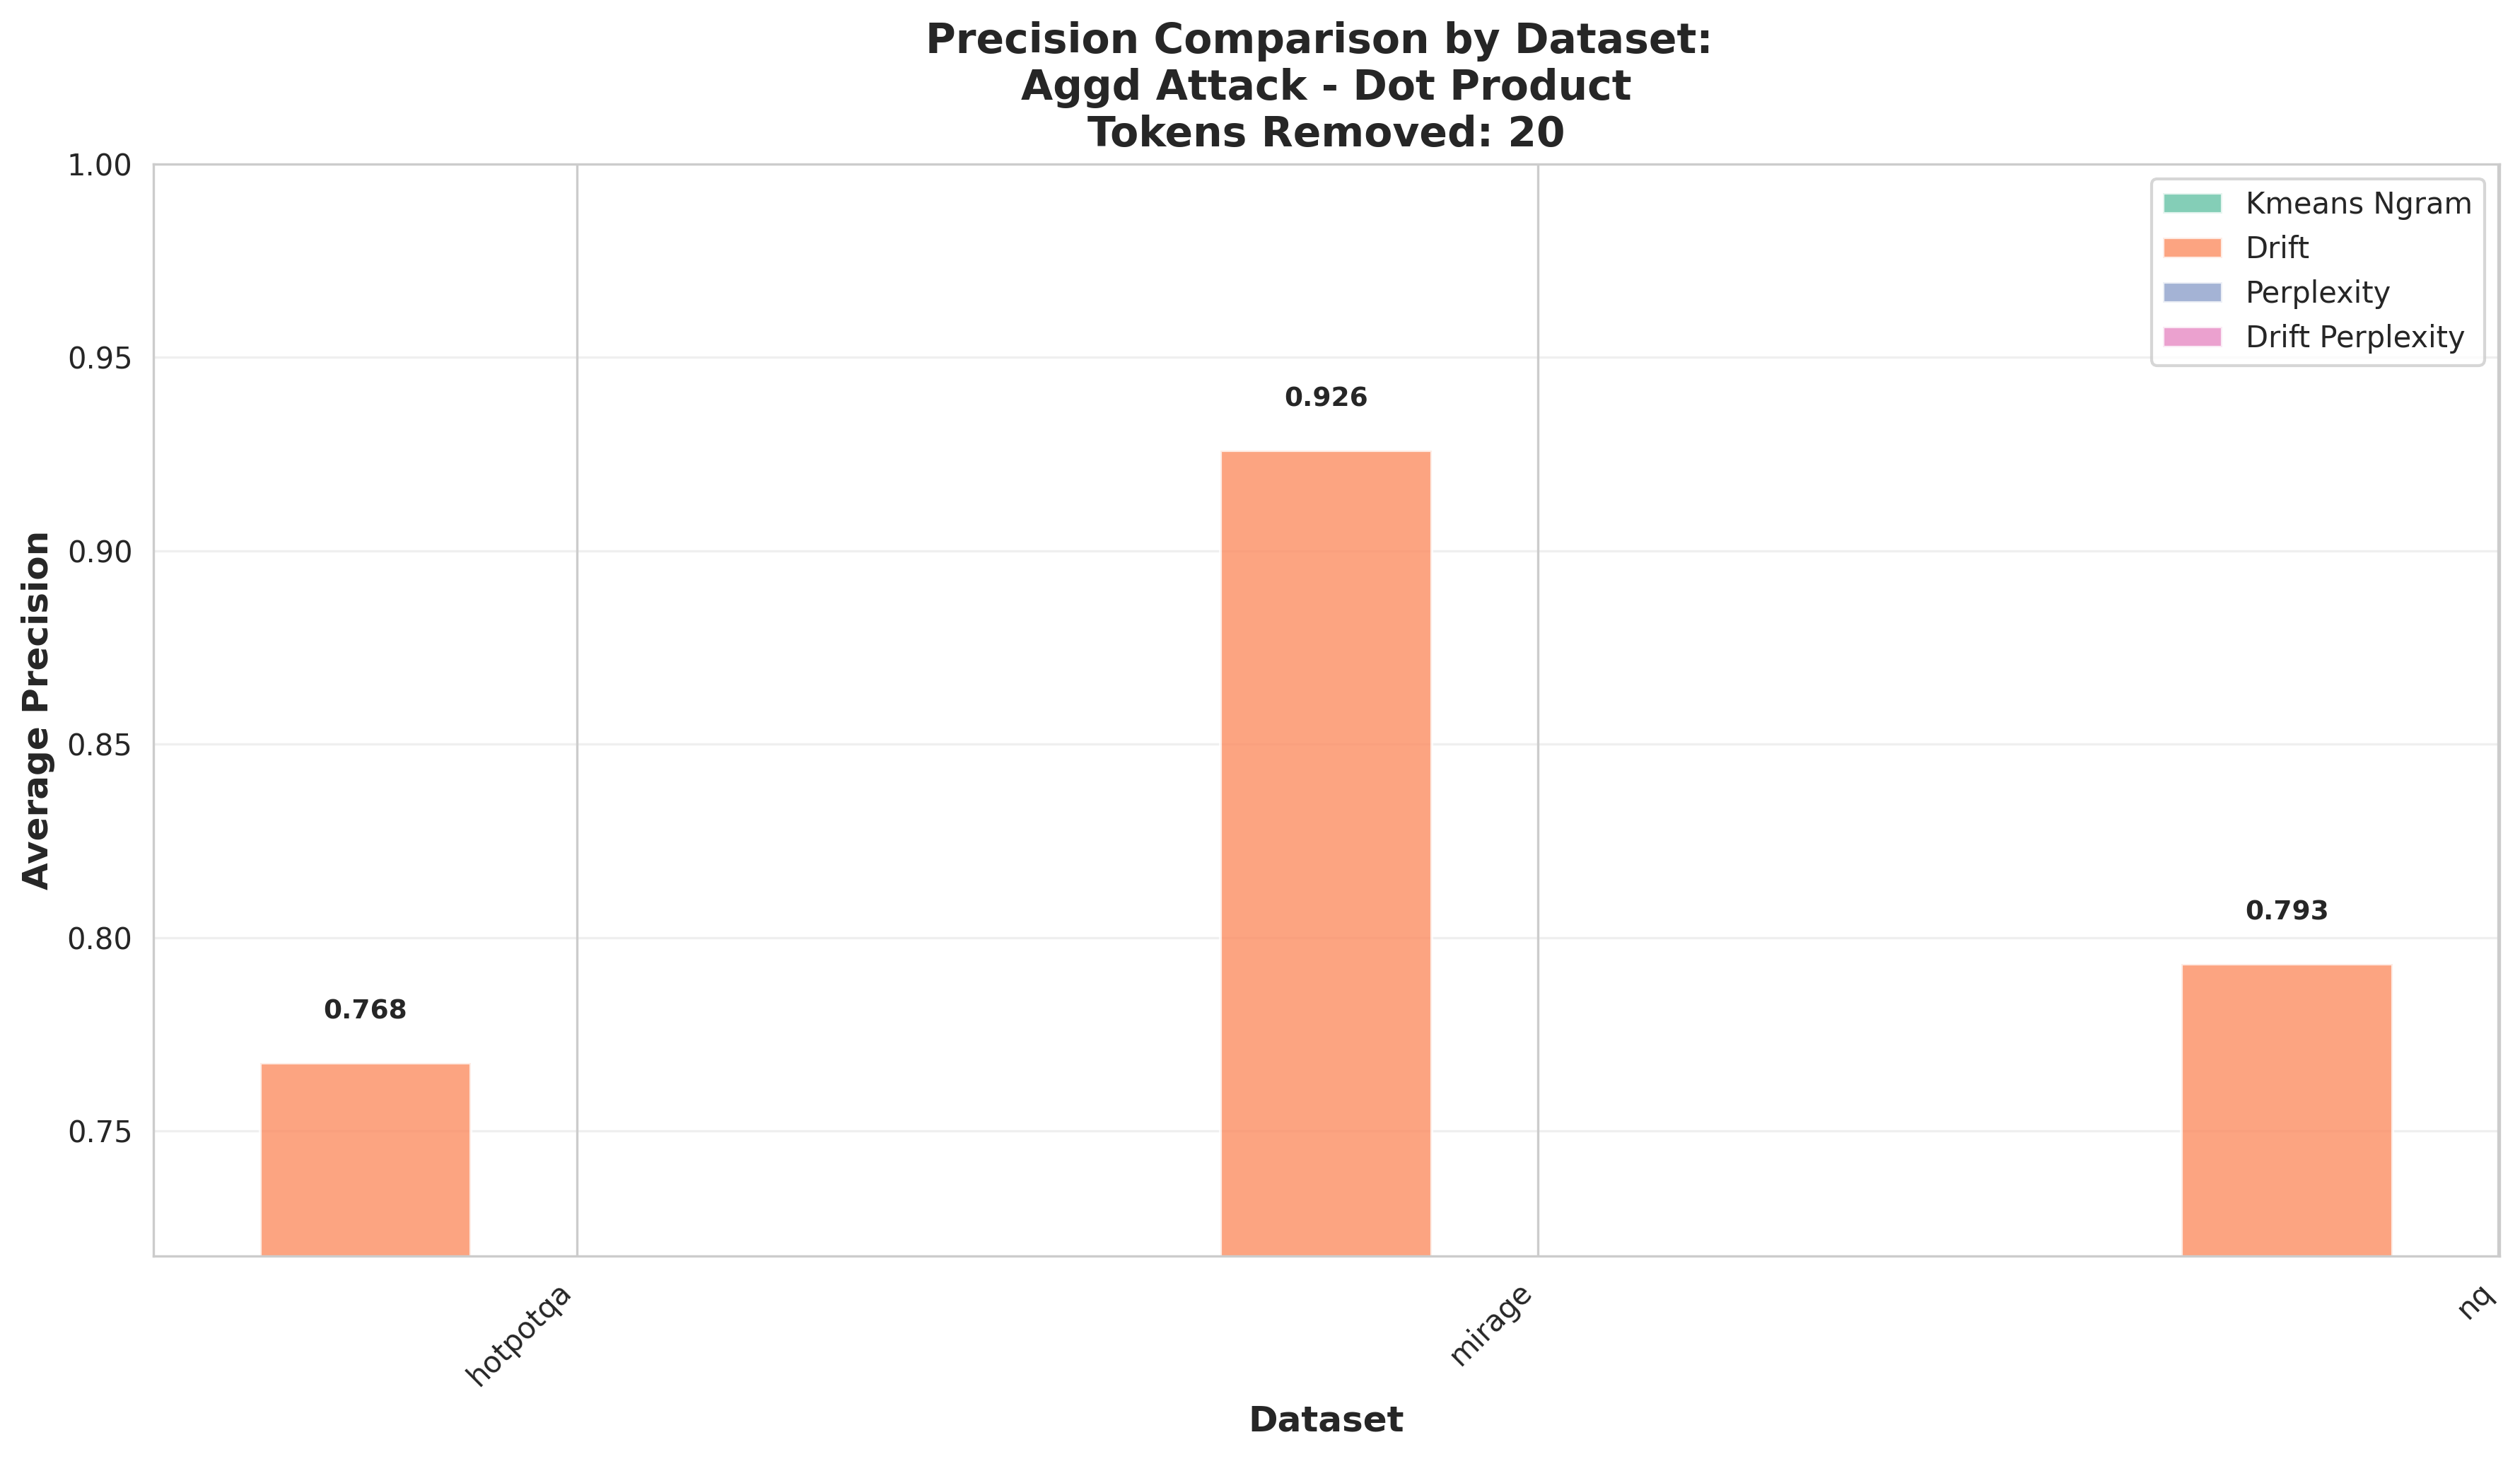 Precision Comparison by Dataset:
Aggd Attack - Dot Product
Tokens Removed: 20
1.00
0.95
0.90
0.85
0.80
0.75
Average Precision
Kmeans Ngram
Drift
Perplexity
Drift Perplexity
0.768
0.926
0.793
hotpotqa
mirage
nq
Dataset